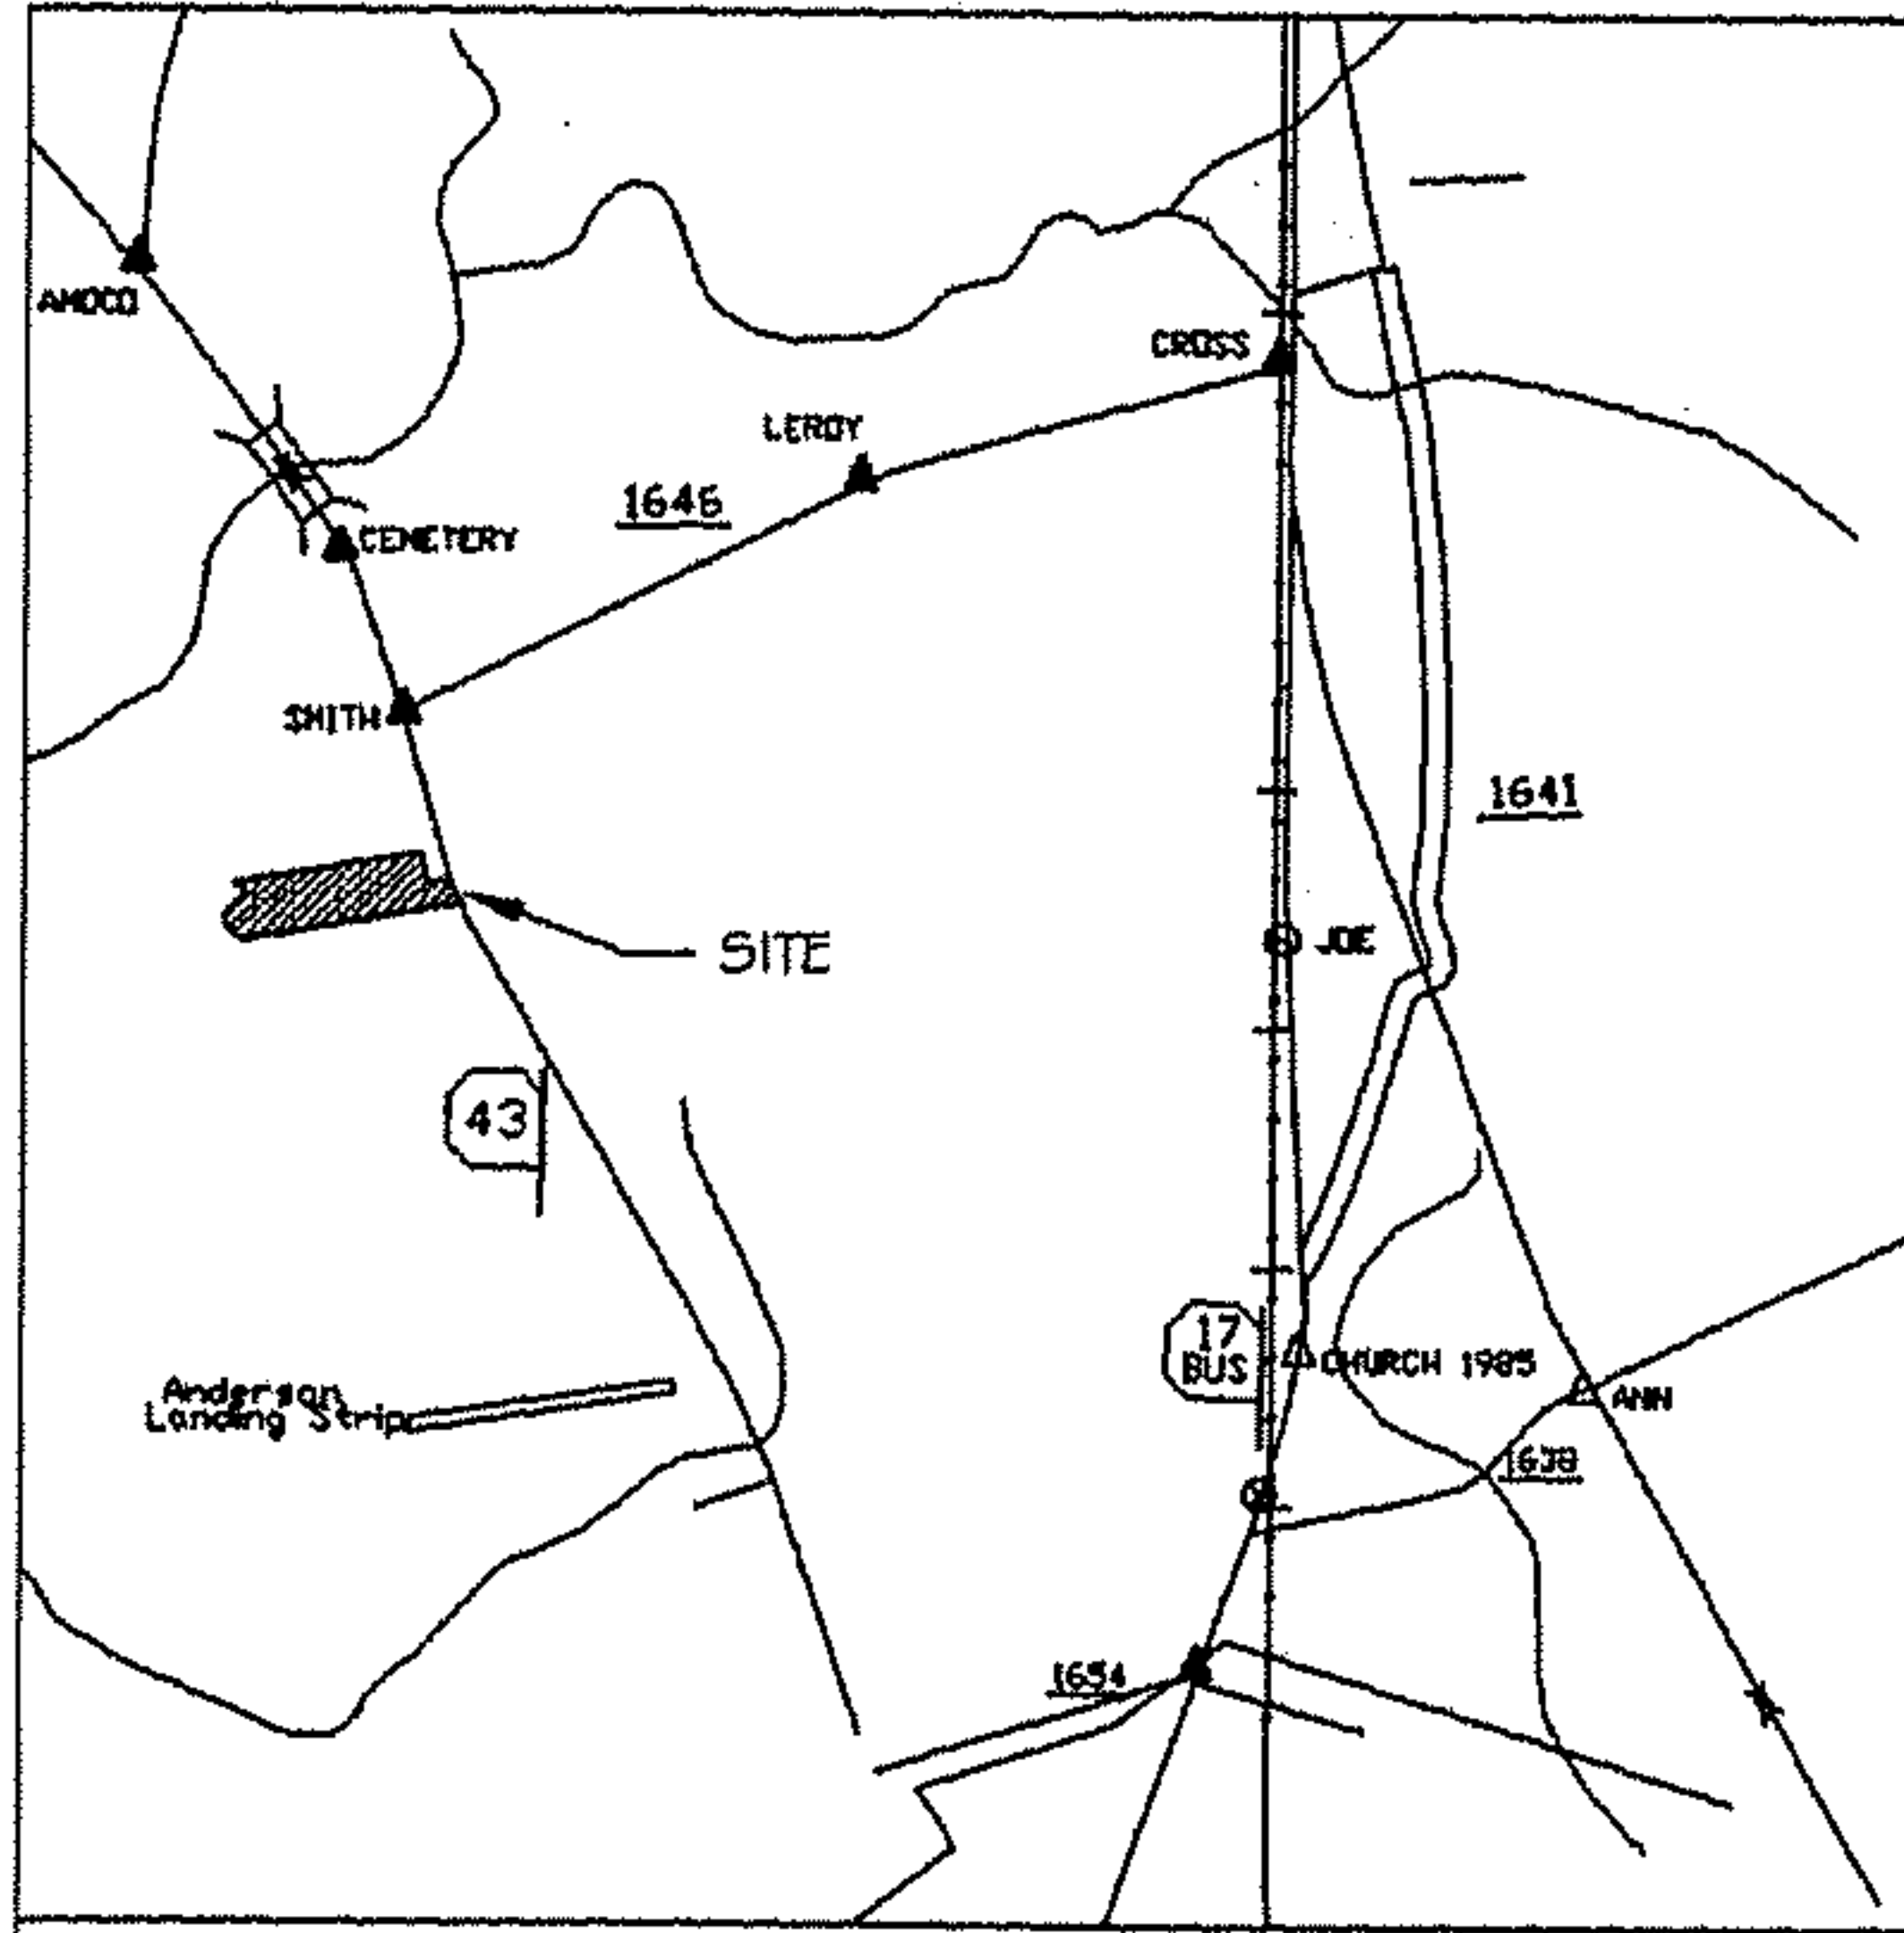 AMOCO
CROSS
LEROY
1646
CEMETERY
SMITH
1641
JOE
SITE
43
17
BUS
CHURCH 1985
Anderson
Landing Strip
ANN
1638
1654